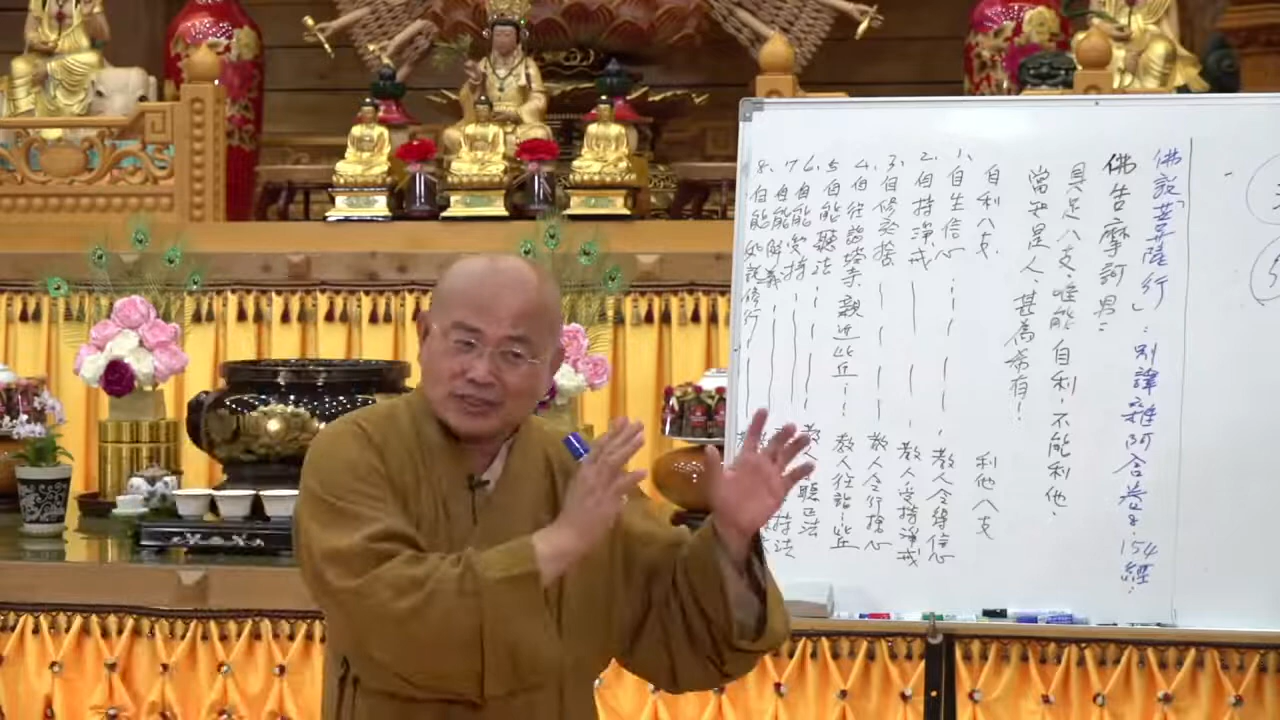 佛說「菩薩行」：別譯雜阿含卷8. 154經.
佛告摩訶男：
具足八支，唯能自利，不能利他，
當知是人，甚為希有！
自利八支 利他八支
1、自生信心 教人令得信心
2、自持淨戒 教人受持淨戒
3、自修 捨 教人令行捨心
4、自往詣塔寺親近比丘 教人往詣 比丘
5、自能聽法 教人聽正法
6、自能受持 持法
7、自能解義
8、自能如說修行